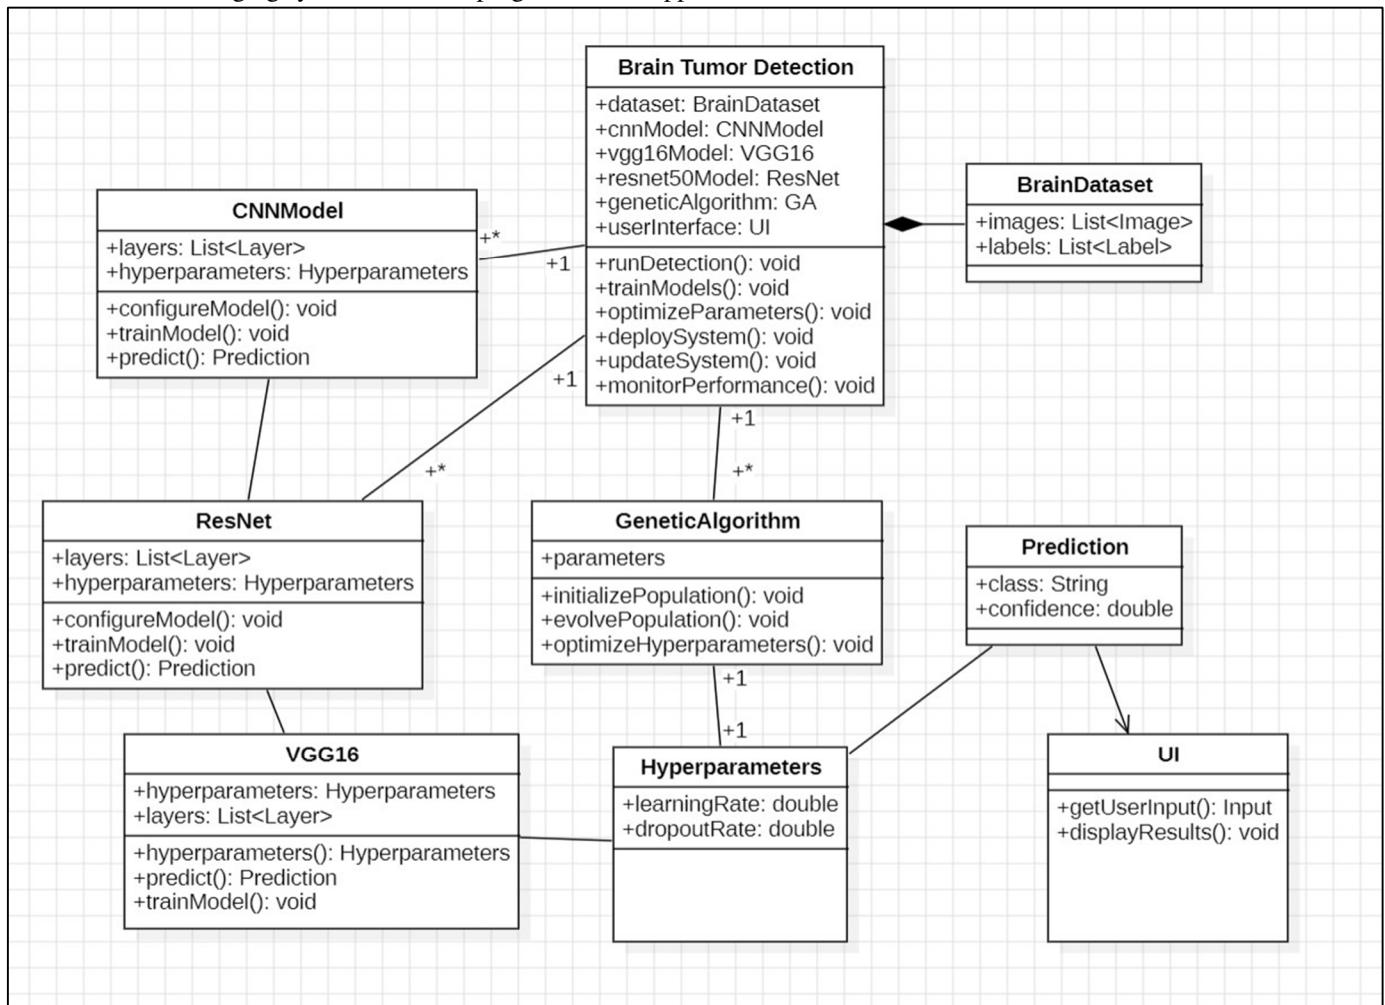 Brain Tumor Detection
+dataset: BrainDataset
+cnnModel: CNNModel
+vgg16Model: VGG16
+resnet50Model: ResNet
+geneticAlgorithm: GA
+userInterface: UI
+runDetection(): void
+trainModels(): void
+optimizeParameters(): void
+deploySystem(): void
+updateSystem(): void
+monitorPerformance(): void
BrainDataset
+images: List<Image>
+labels: List<Label>
CNNModel
+layers: List<Layer>
+hyperparameters: Hyperparameters
+configureModel(): void
+trainModel(): void
+predict(): Prediction
+*
+1
+1
+*
+1
+*
ResNet
+layers: List<Layer>
+hyperparameters: Hyperparameters
+configureModel(): void
+trainModel(): void
+predict(): Prediction
GeneticAlgorithm
+parameters
+initializePopulation(): void
+evolvePopulation(): void
+optimizeHyperparameters(): void
Prediction
+class: String
+confidence: double
+1
+1
VGG16
+hyperparameters: Hyperparameters
+layers: List<Layer>
+hyperparameters(): Hyperparameters
+predict(): Prediction
+trainModel(): void
Hyperparameters
+learningRate: double
+dropoutRate: double
UI
+getUserInput(): Input
+displayResults(): void